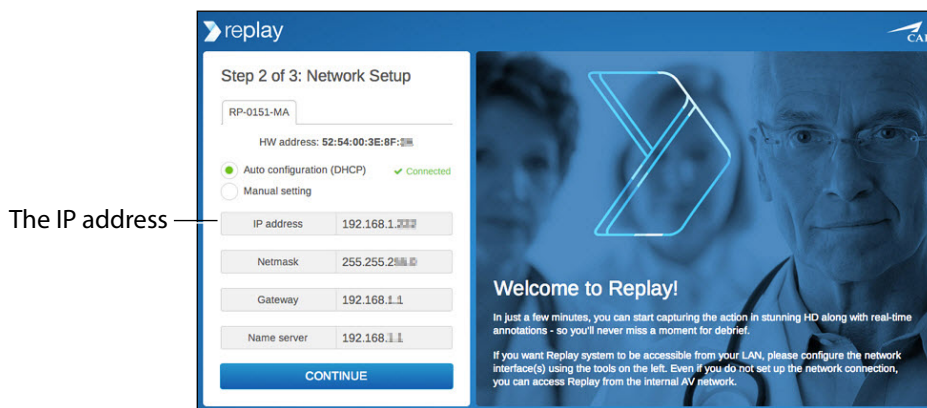 replay
CAE
Step 2 of 3: Network Setup
RP-0151-MA
HW address: 52:54:00:3E:8F:
Auto configuration (DHCP) Connected
Manual setting
The IP address
IP address 192.168.1.
Netmask 255.255.2
Gateway 192.168.1.1
Name server 192.168.1.1
CONTINUE
Welcome to Replay!
In just a few minutes, you can start capturing the action in stunning HD along with real-time
annotations - so you'll never miss a moment for debrief.
If you want Replay system to be accessible from your LAN, please configure the network
interface(s) using the tools on the left. Even if you do not set up the network connection,
you can access Replay from the internal AV network.